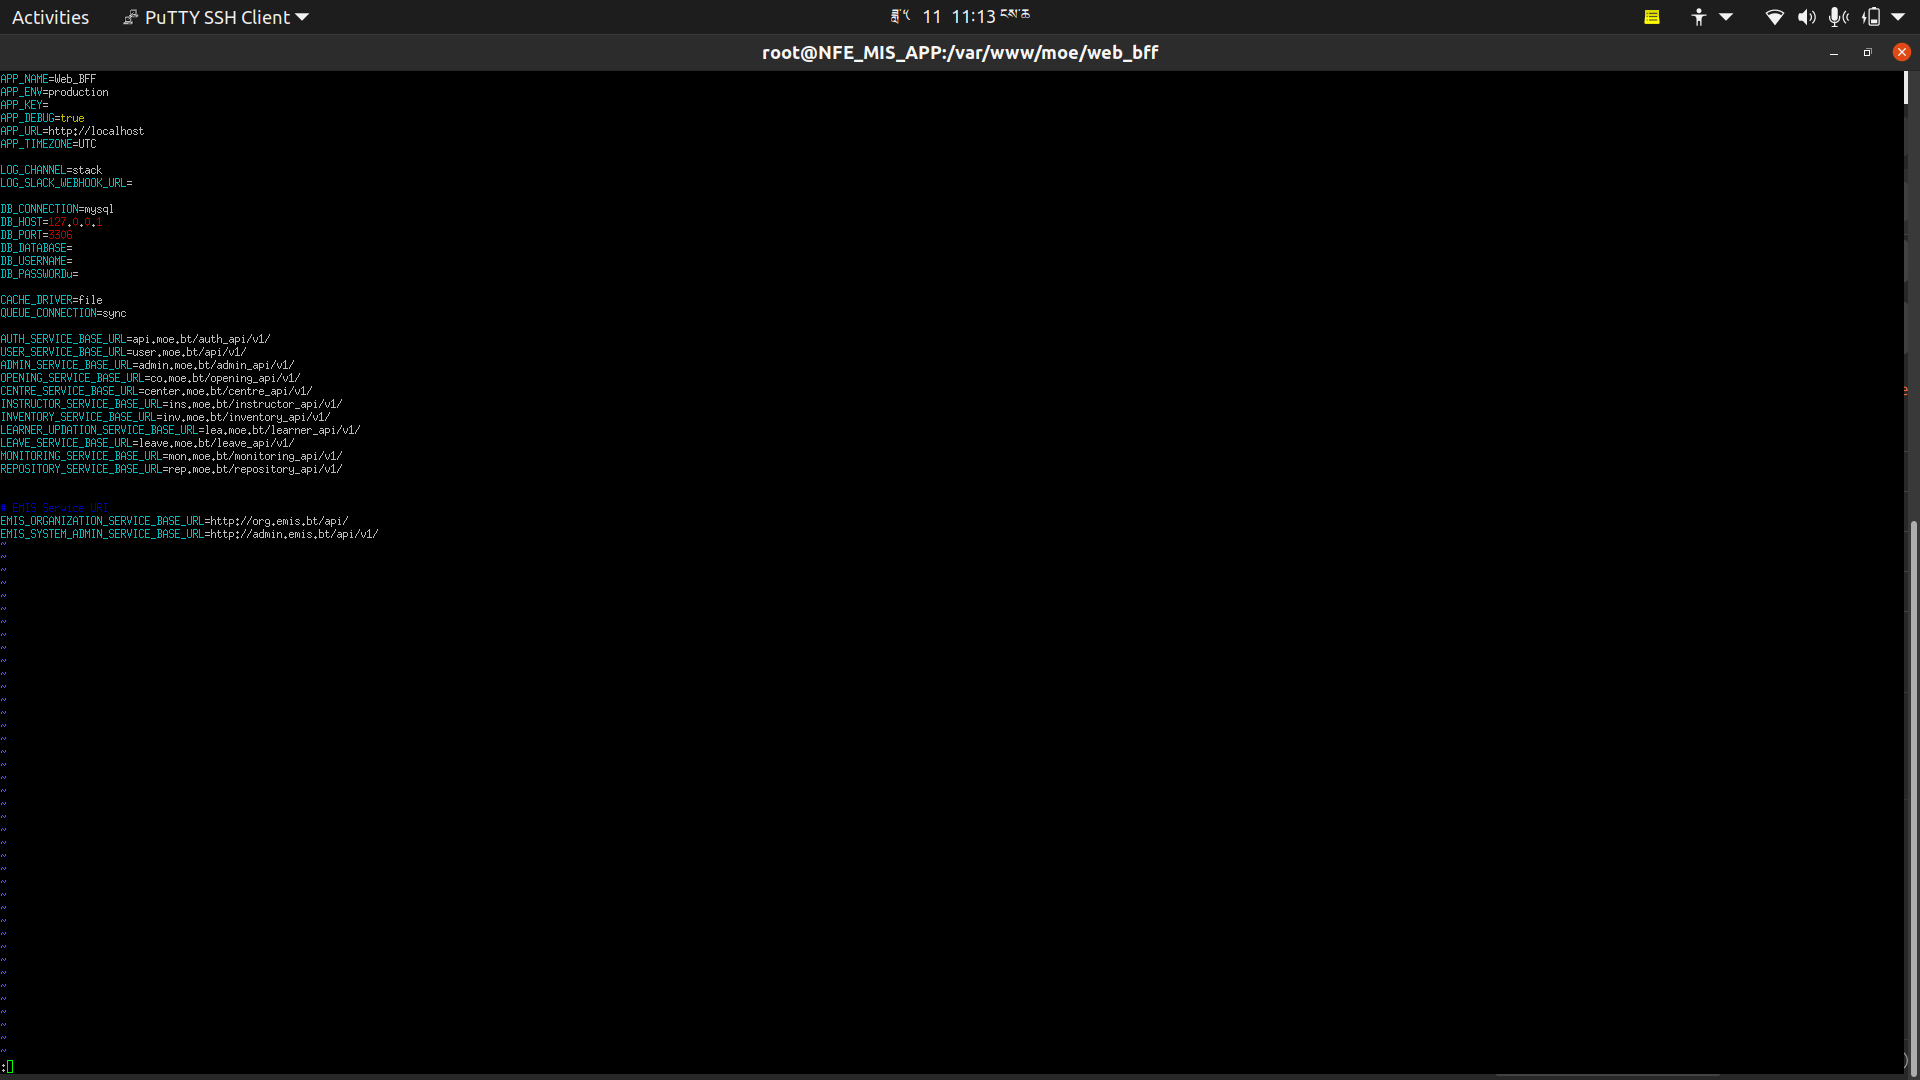 Activities PuTTY SSH Client ཟླ་ 11 11:13 དས་ཆ
root@NFE_MIS_APP:/var/www/moe/web_bff
APP_NAME=Web_BFF
APP_ENV=production
APP_KEY=
APP_DEBUG=true
APP_URL=http://localhost
APP_TIMEZONE=UTC
LOG_CHANNEL=stack
LOG_SLACK_WEBHOOK_URL=
DB_CONNECTION=mysql
DB_HOST=127.0.0.1
DB_PORT=3306
DB_DATABASE=
DB_USERNAME=
DB_PASSWORDu=
CACHE_DRIVER=file
QUEUE_CONNECTION=sync
AUTH_SERVICE_BASE_URL=api.moe.bt/auth_api/v1/
USER_SERVICE_BASE_URL=user.moe.bt/api/v1/
ADMIN_SERVICE_BASE_URL=admin.moe.bt/admin_api/v1/
OPENING_SERVICE_BASE_URL=co.moe.bt/opening_api/v1/
CENTRE_SERVICE_BASE_URL=center.moe.bt/centre_api/v1/
INSTRUCTOR_SERVICE_BASE_URL=ins.moe.bt/instructor_api/v1/
INVENTORY_SERVICE_BASE_URL=inv.moe.bt/inventory_api/v1/
LEARNER_UPDATION_SERVICE_BASE_URL=lea.moe.bt/learner_api/v1/
LEAVE_SERVICE_BASE_URL=leave.moe.bt/leave_api/v1/
MONITORING_SERVICE_BASE_URL=mon.moe.bt/monitoring_api/v1/
REPOSITORY_SERVICE_BASE_URL=rep.moe.bt/repository_api/v1/
# EMIS Service URl
EMIS_ORGANIZATION_SERVICE_BASE_URL=http://org.emis.bt/api/
EMIS_SYSTEM_ADMIN_SERVICE_BASE_URL=http://admin.emis.bt/api/v1/
: